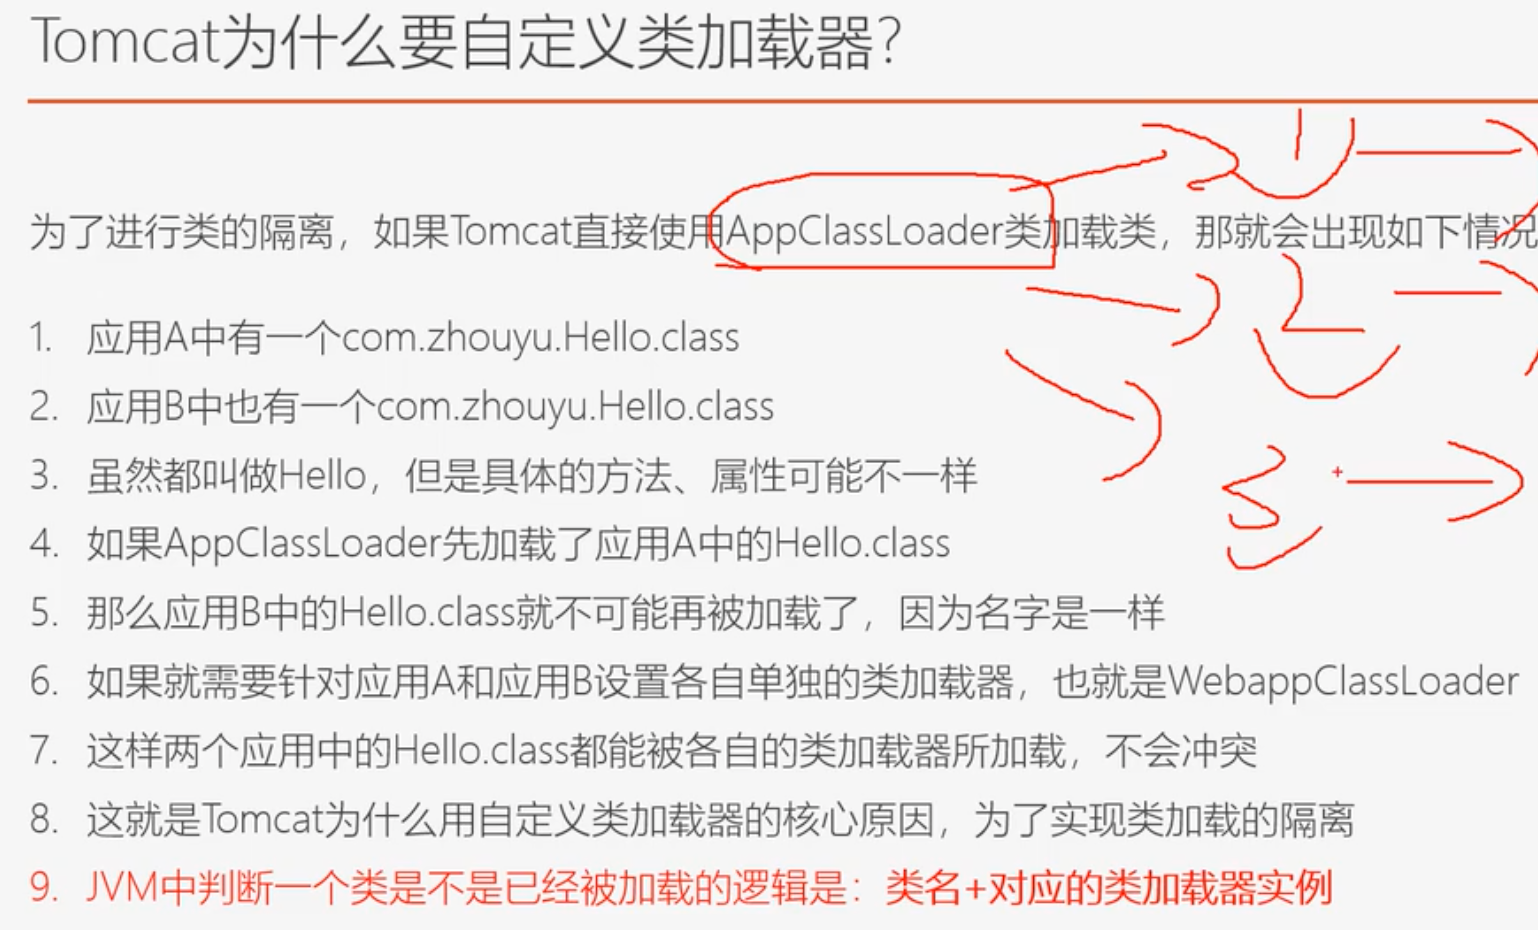 Tomcat为什么要自定义类加载器?
为了进行类的隔离，如果Tomcat直接使用AppClassLoader类加载类，那就会出现如下情况
1. 应用A中有一个com.zhouyu.Hello.class
2. 应用B中也有一个com.zhouyu.Hello.class
3. 虽然都叫做Hello，但是具体的方法、属性可能不一样
4. 如果AppClassLoader先加载了应用A中的Hello.class
5. 那么应用B中的Hello.class就不可能再被加载了，因为名字是一样
6. 如果就需要针对应用A和应用B设置各自单独的类加载器，也就是WebappClassLoader
7. 这样两个应用中的Hello.class都能被各自的类加载器所加载，不会冲突
8. 这就是Tomcat为什么用自定义类加载器的核心原因，为了实现类加载的隔离
9. JVM中判断一个类是不是已经被加载的逻辑是：类名+对应的类加载器实例
1
2
3